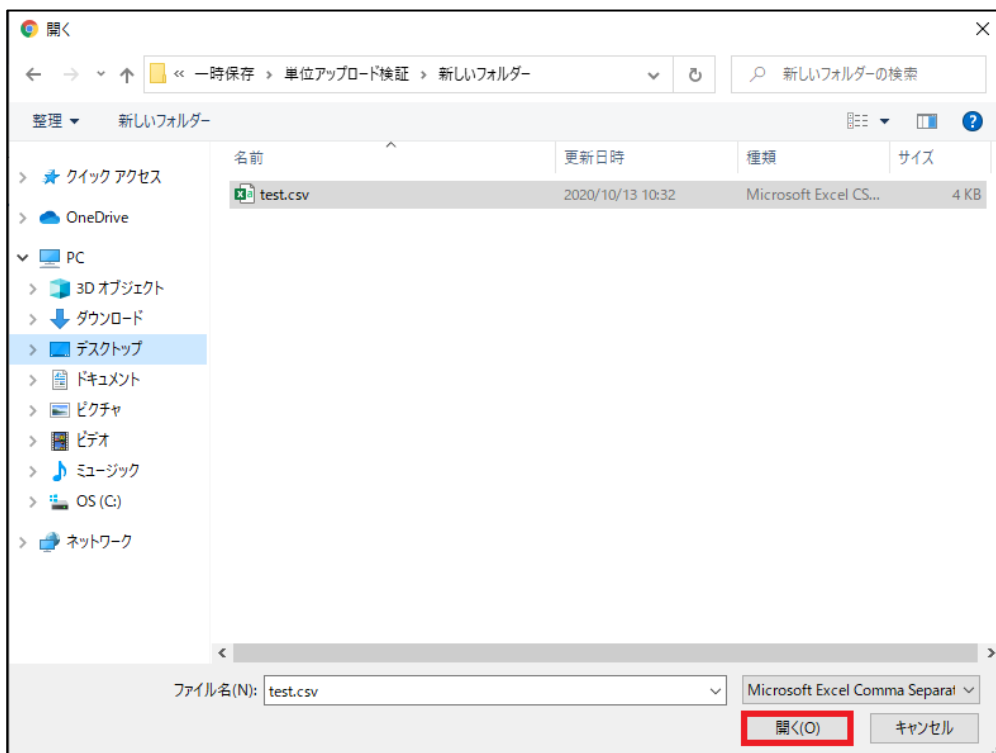 開く
« 一時保存 › 単位アップロード検証 › 新しいフォルダー
新しいフォルダーの検索
整理 新しいフォルダー
名前 更新日時 種類 サイズ
test.csv 2020/10/13 10:32 Microsoft Excel CS... 4 KB
クイック アクセス
OneDrive
PC
3D オブジェクト
ダウンロード
デスクトップ
ドキュメント
ピクチャ
ビデオ
ミュージック
OS (C:)
ネットワーク
ファイル名(N): test.csv Microsoft Excel Comma Separat
開く(O) キャンセル